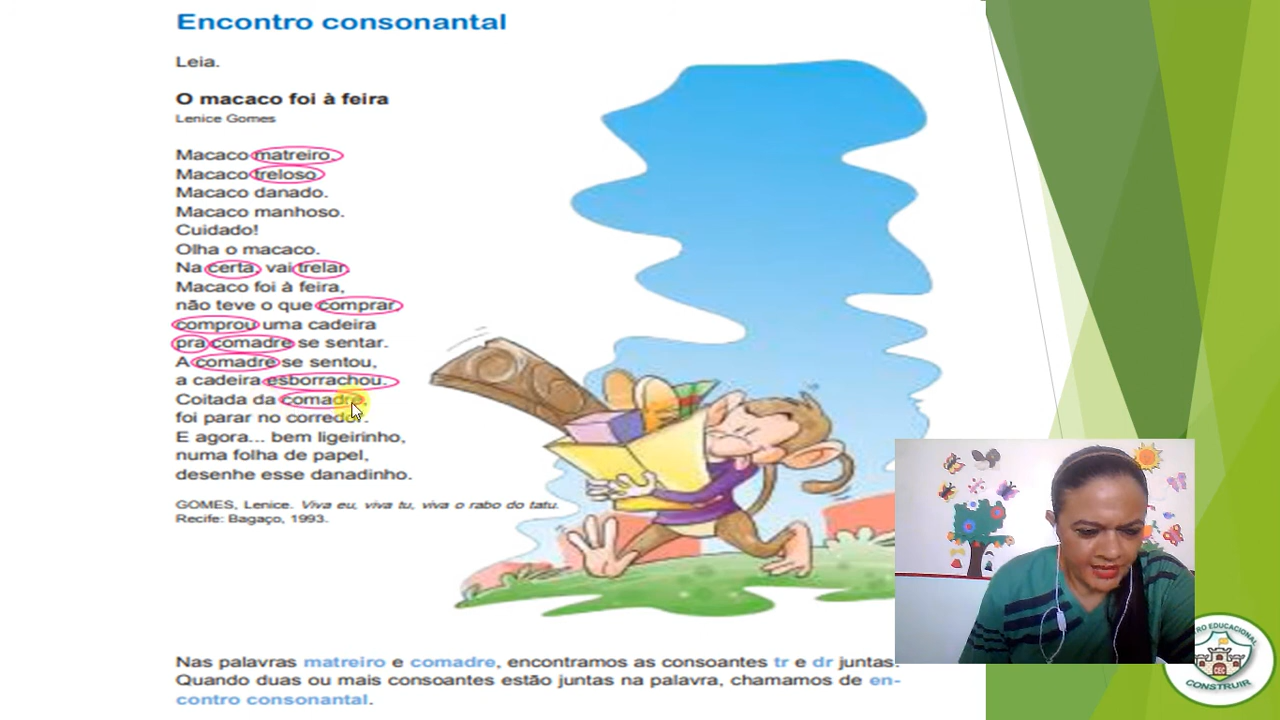 Encontro consonantal
Leia.
O macaco foi à feira
Lenice Gomes
Macaco matreiro.
Macaco treloso
Macaco danado.
Macaco manhoso.
Cuidado!
Olha o macaco.
Na certa, vai trelar.
Macaco foi à feira,
não teve o que comprar,
comprou uma cadeira
pra comadre se sentar.
A comadre se sentou,
a cadeira esborrachou.
Coitada da comadre,
foi parar no corredor.
E agora... bem ligeirinho,
numa folha de papel,
desenhe esse danadinho.
GOMES, Lenice. Viva eu, viva tu, viva o rabo do tatu.
Recife: Bagaço, 1993.
Nas palavras matreiro e comadre, encontramos as consoantes tr e dr juntas.
Quando duas ou mais consoantes estão juntas na palavra, chamamos de en-
contro consonantal.
EDUCACIONAL
CEC
CONSTRUIR